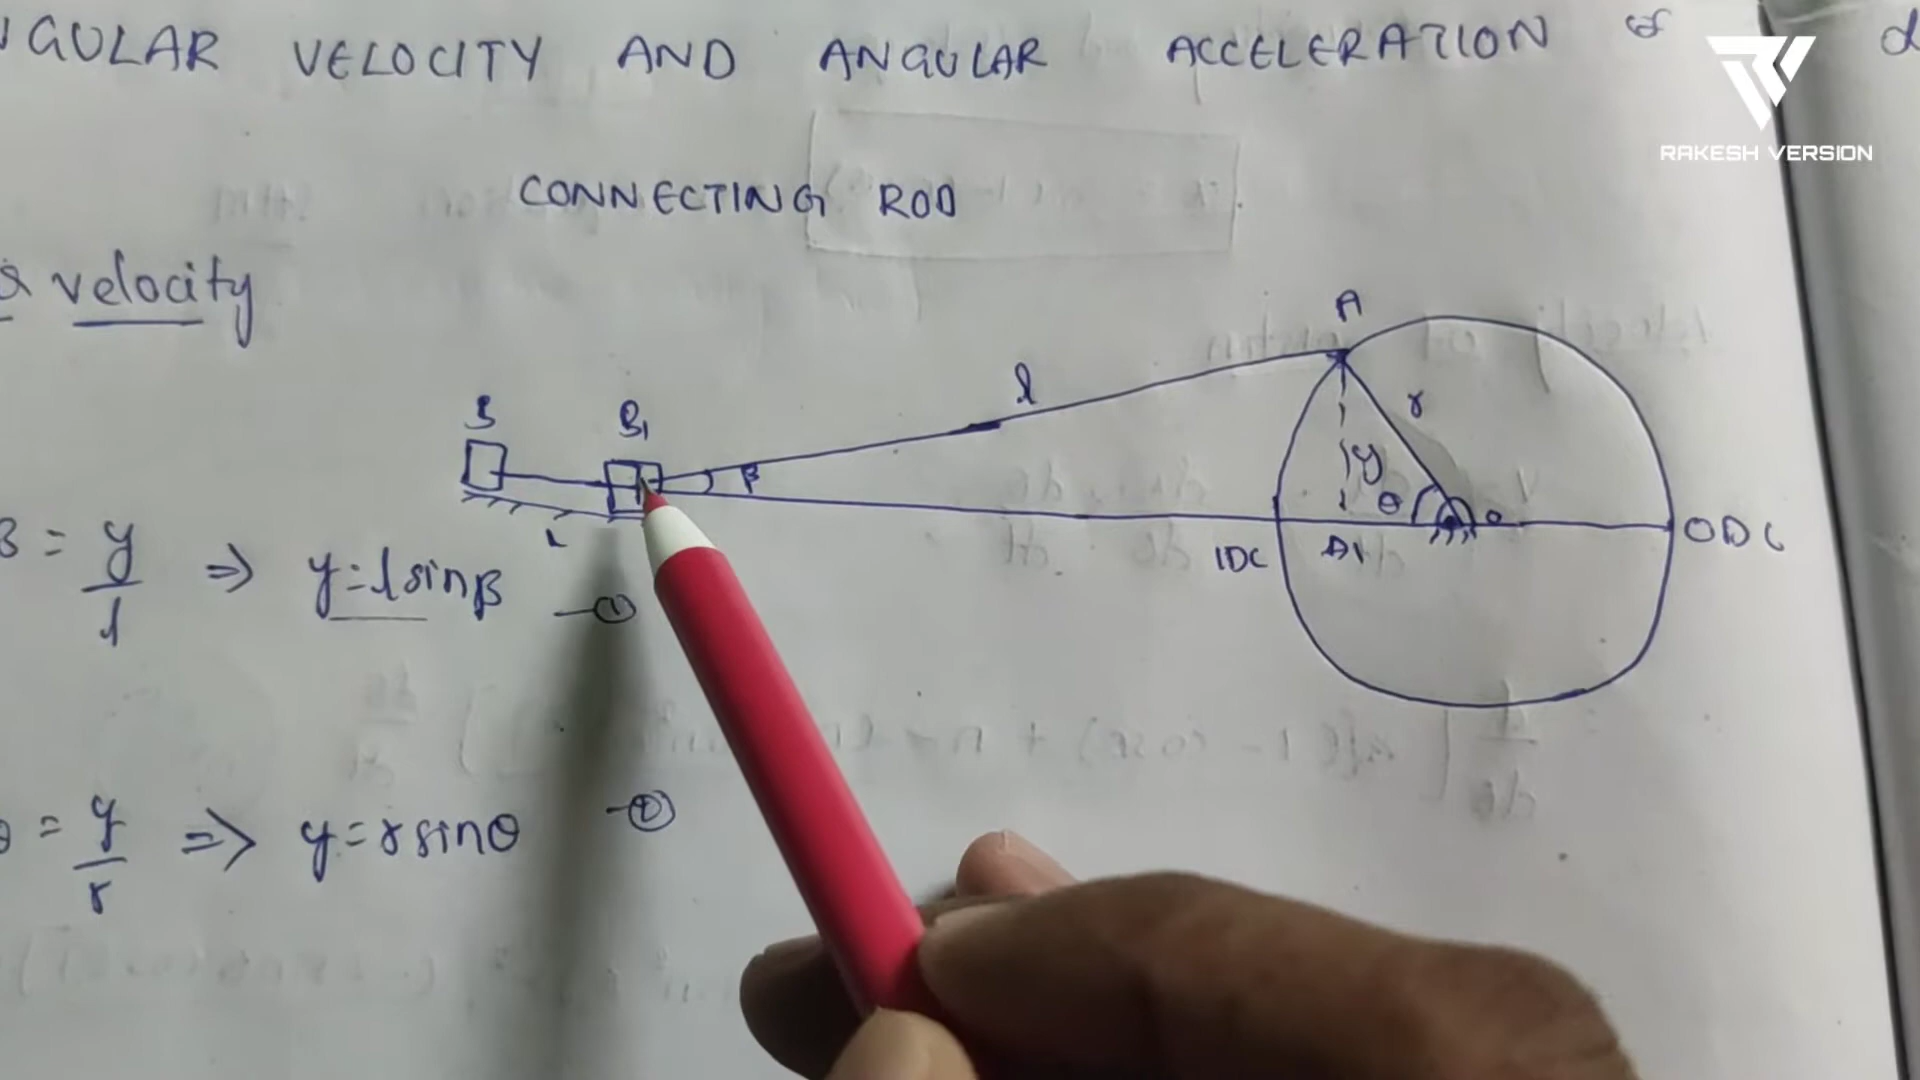 NGULAR VELOCITY AND ANGULAR ACCELERATION OF
RAKESH VERSION
CONNECTING ROD
velocity
A
l
r
B
B1
β
y
θ
o
IDC
A1
ODC
β = y/l ⇒ y = l sinβ —①
θ = y/r ⇒ y = r sinθ —②